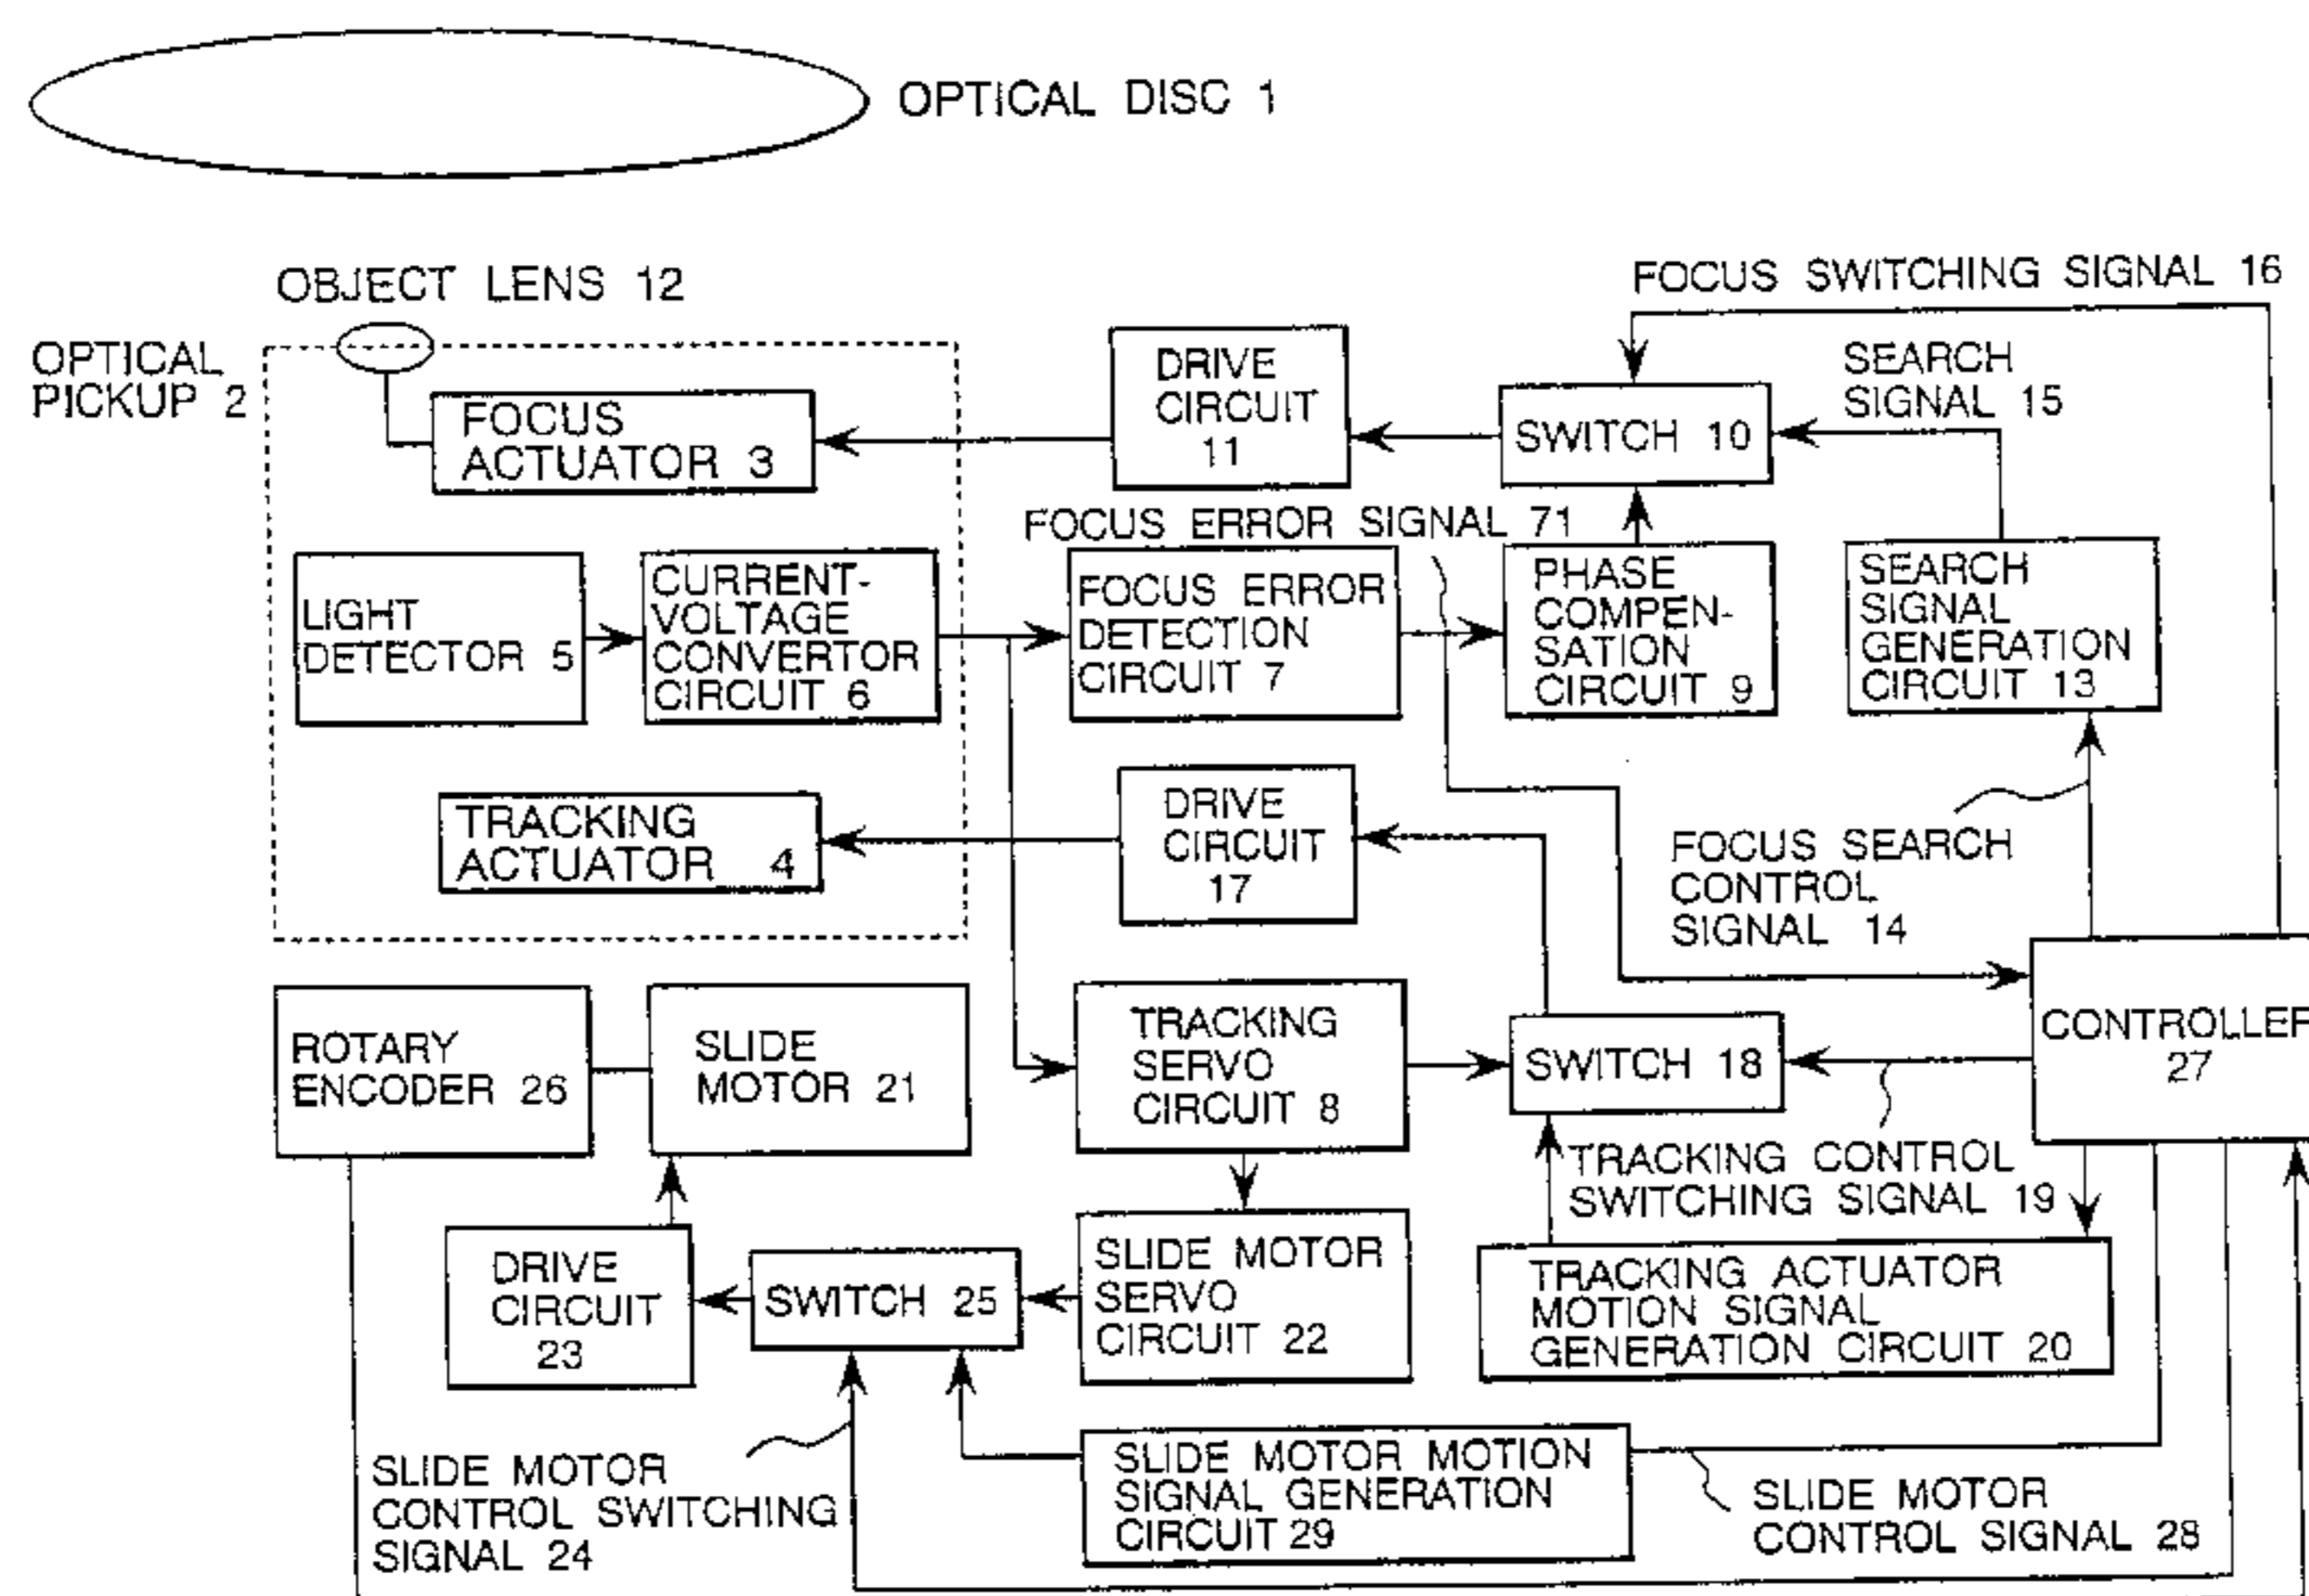 OPTICAL DISC 1
OBJECT LENS 12
FOCUS SWITCHING SIGNAL 16
OPTICAL
PICKUP 2
FOCUS
ACTUATOR 3
DRIVE
CIRCUIT
11
SWITCH 10
SEARCH
SIGNAL 15
FOCUS ERROR SIGNAL 71
LIGHT
DETECTOR 5
CURRENT-
VOLTAGE
CONVERTOR
CIRCUIT 6
FOCUS ERROR
DETECTION
CIRCUIT 7
PHASE
COMPEN-
SATION
CIRCUIT 9
SEARCH
SIGNAL
GENERATION
CIRCUIT 13
TRACKING
ACTUATOR 4
DRIVE
CIRCUIT
17
FOCUS SEARCH
CONTROL
SIGNAL 14
ROTARY
ENCODER 26
SLIDE
MOTOR 21
TRACKING
SERVO
CIRCUIT 8
SWITCH 18
CONTROLLER
27
TRACKING CONTROL
SWITCHING SIGNAL 19
DRIVE
CIRCUIT
23
SWITCH 25
SLIDE MOTOR
SERVO
CIRCUIT 22
TRACKING ACTUATOR
MOTION SIGNAL
GENERATION CIRCUIT 20
SLIDE MOTOR
CONTROL SWITCHING
SIGNAL 24
SLIDE MOTOR MOTION
SIGNAL GENERATION
CIRCUIT 29
SLIDE MOTOR
CONTROL SIGNAL 28